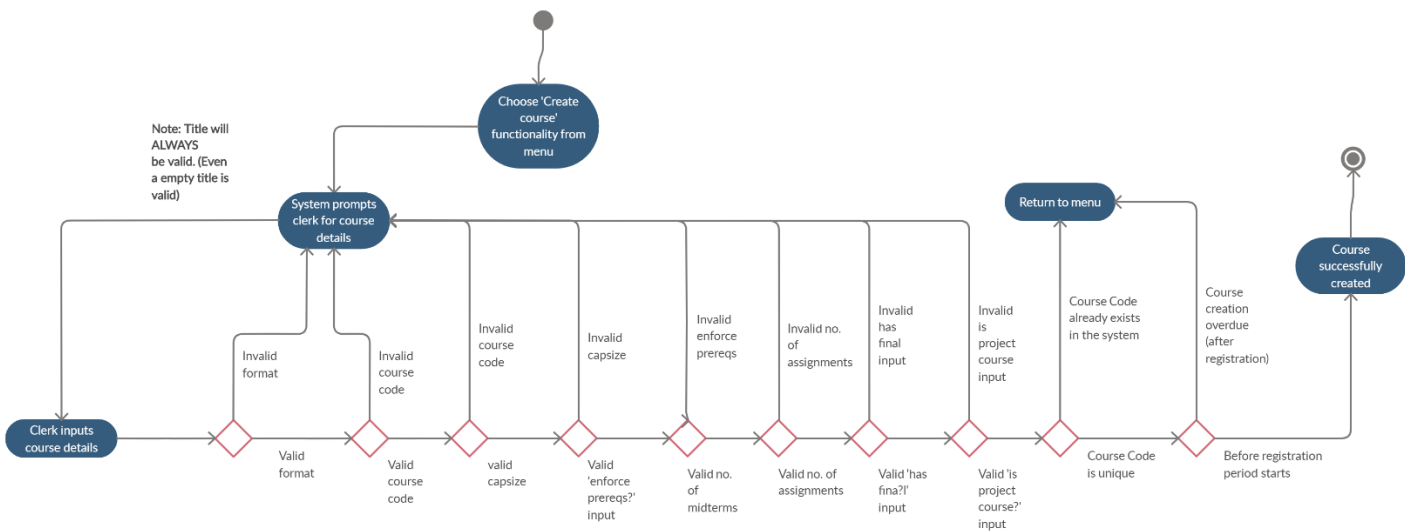 Choose 'Create
course'
functionality from
menu
Note: Title will
ALWAYS
be valid. (Even
a empty title is
valid)
System prompts
clerk for course
details
Return to menu
Course
successfully
created
Invalid
format
Invalid
course
code
Invalid
course
code
Invalid
capsize
Invalid
enforce
prereqs
Invalid no.
of
assignments
Invalid
has
final
input
Invalid
is
project
course
input
Course Code
already exists
in the system
Course
creation
overdue
(after
registration)
Clerk inputs
course details
Valid
format
Valid
course
code
valid
capsize
Valid
'enforce
prereqs?'
input
Valid no.
of
midterms
Valid no. of
assignments
Valid 'has
fina?l'
input
Valid 'is
project
course?'
input
Course Code
is unique
Before registration
period starts